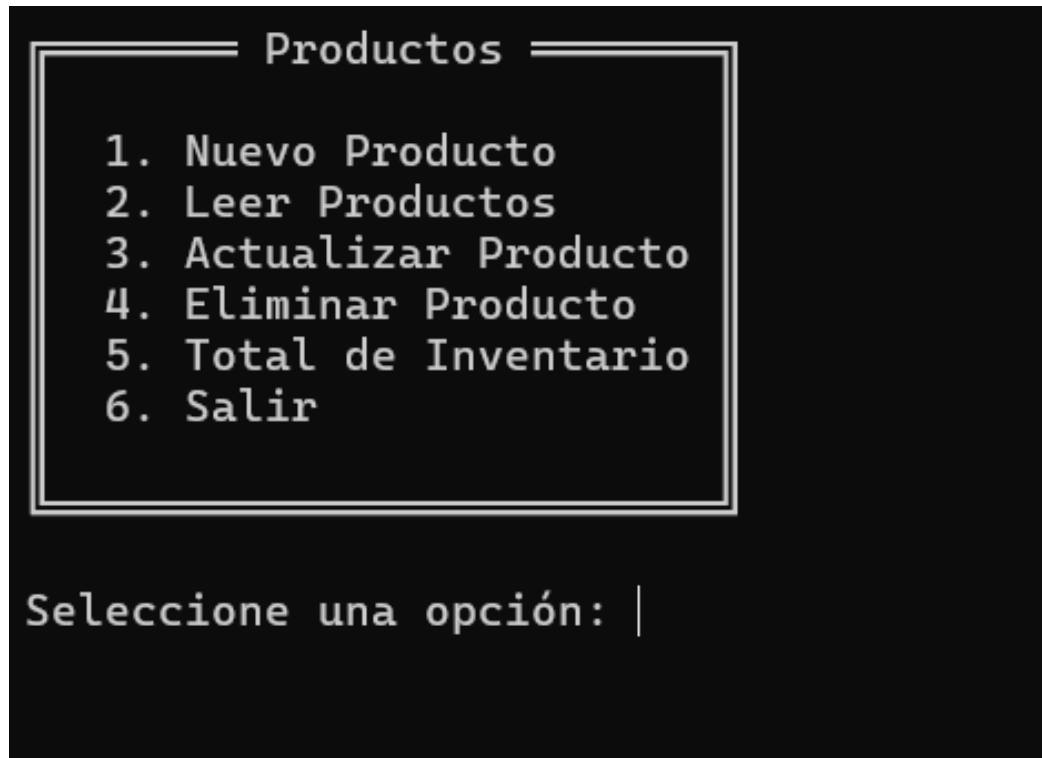 Productos
1. Nuevo Producto
2. Leer Productos
3. Actualizar Producto
4. Eliminar Producto
5. Total de Inventario
6. Salir
Seleccione una opción: